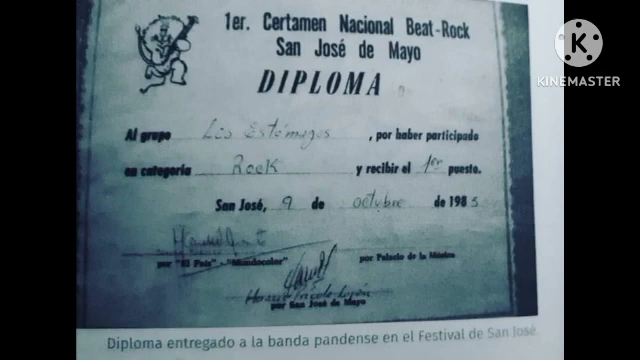 1er. Certamen Nacional Beat-Rock
San José de Mayo
DIPLOMA
Al grupo Los Estómagos, por haber participado
en categoría Rock y recibir el 1er puesto.
San José, 9 de octubre de 1985
por "El País" - "Mundocolor"
por Palacio de la Música
por San José de Mayo
Diploma entregado a la banda pandense en el Festival de San José.
KINEMASTER